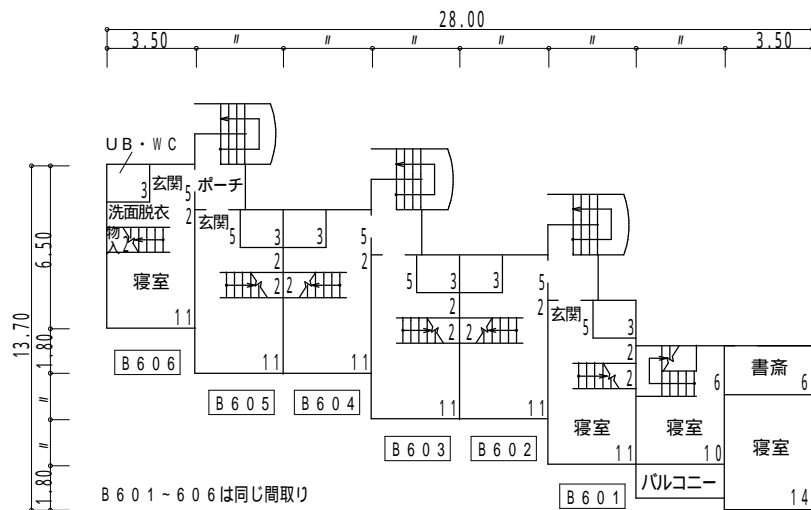 28.00
3.50 〃 〃 〃 〃 〃 〃 3.50
UB・WC
3 玄関 ポーチ
5
洗面脱衣 2 玄関
5 3 3 5
物入 2
2 2
6.50
寝室 2 2
5 3 3 5
11 2 2
玄関
2 2
5 3
13.70
1.80
B606 11 11 2
書斎
2 6 6
B605 B604
〃
11 11 寝室 寝室 寝室
B603 B602 11 10
〃
バルコニー
1.80
B601~606は同じ間取り B601 14